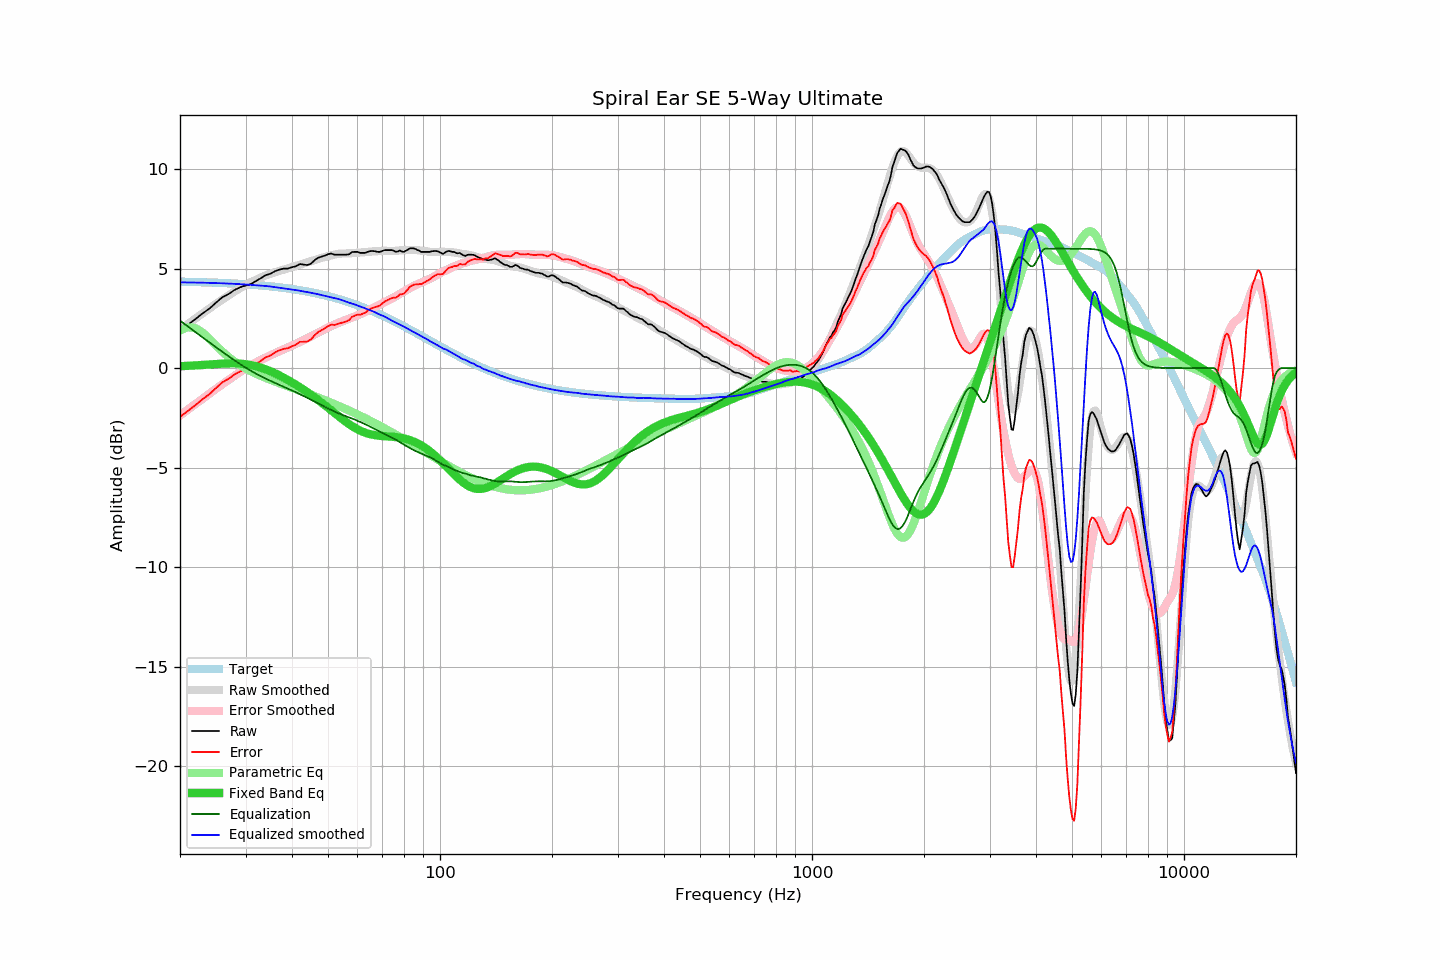 Spiral Ear SE 5-Way Ultimate
Amplitude (dBr)
10
5
0
−5
−10
−15
−20
Target
Raw Smoothed
Error Smoothed
Raw
Error
Parametric Eq
Fixed Band Eq
Equalization
Equalized smoothed
100 1000 10000
Frequency (Hz)